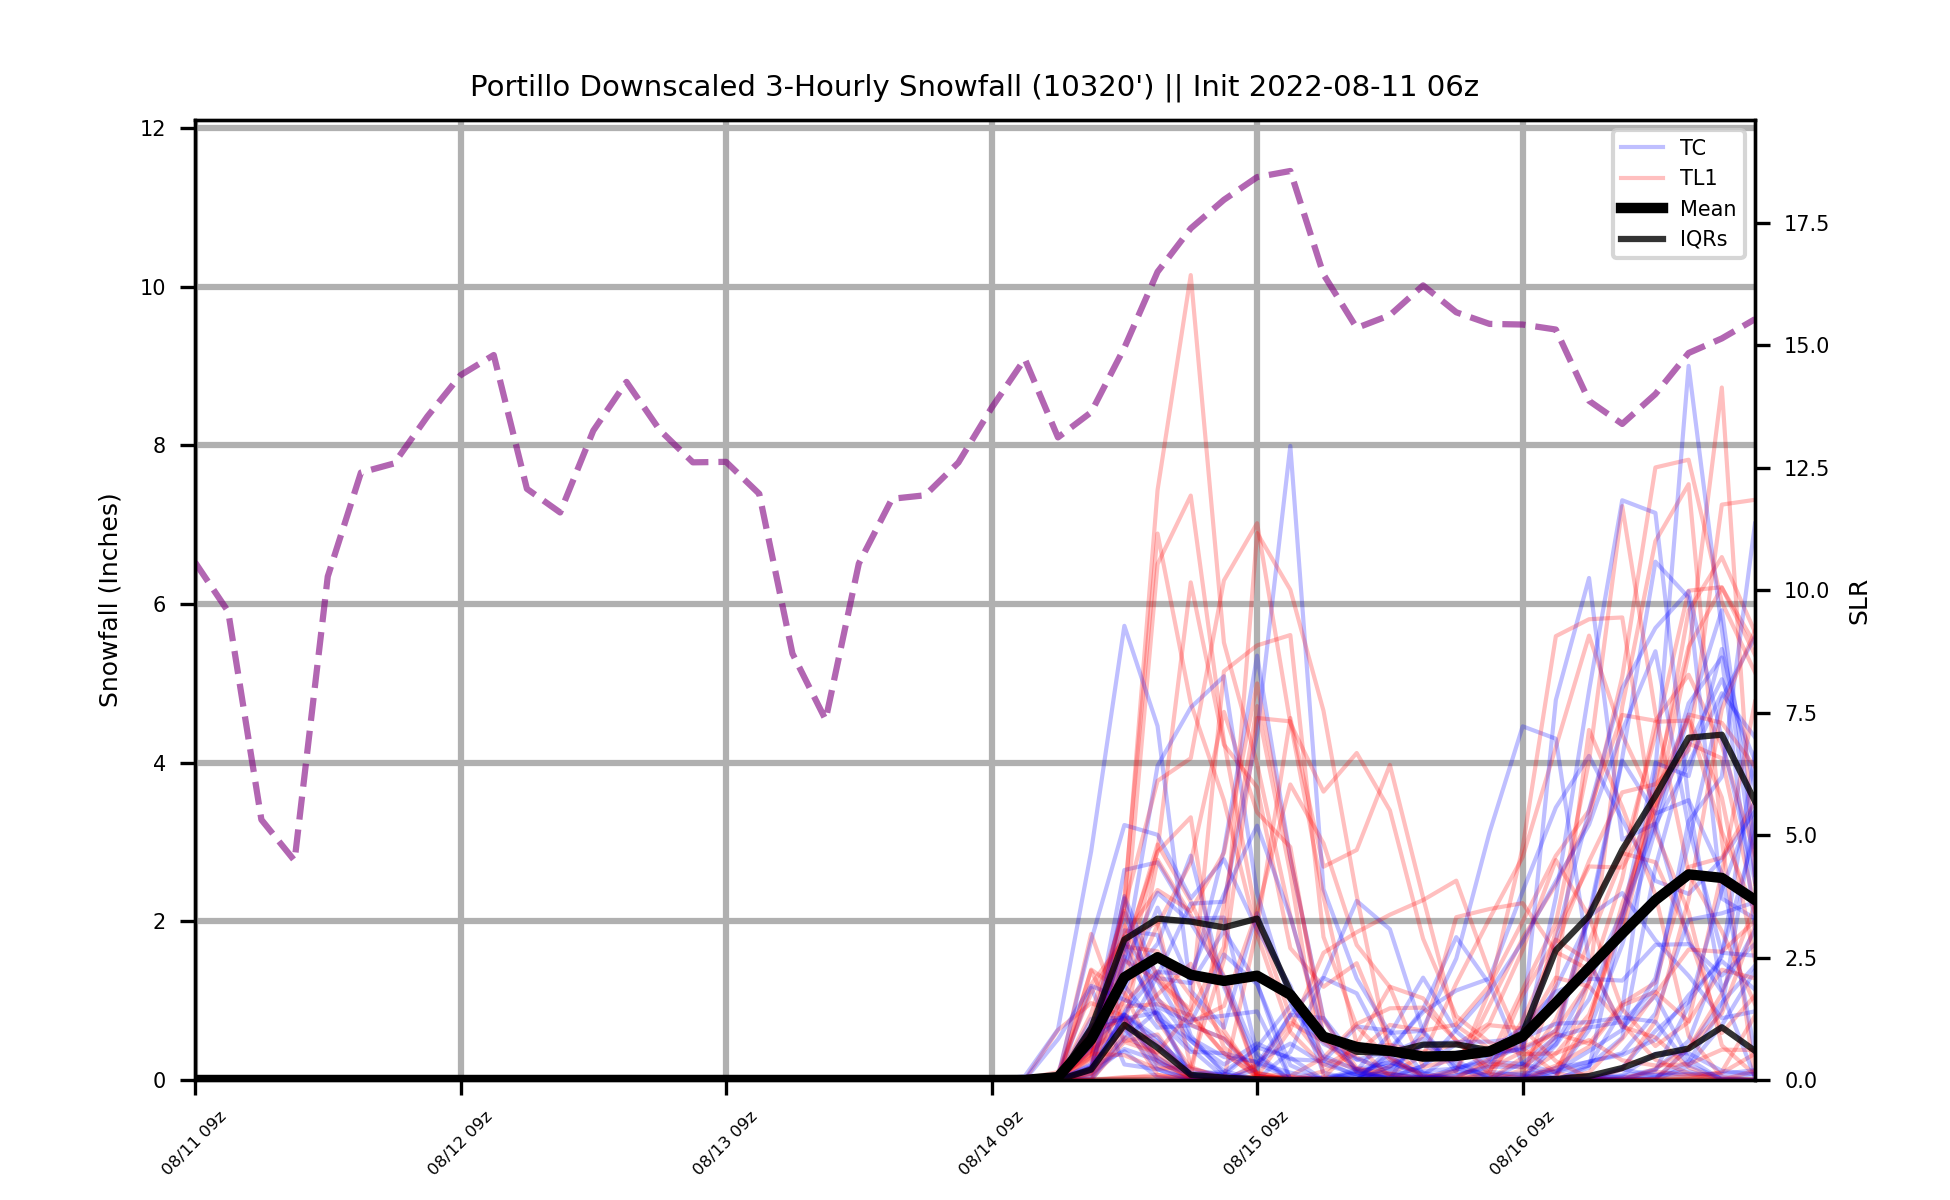 Portillo Downscaled 3-Hourly Snowfall (10320') || Init 2022-08-11 06z
12
10
8
6
4
2
0
Snowfall (Inches)
TC
TL1
Mean
IQRs
17.5
15.0
12.5
10.0
7.5
5.0
2.5
0.0
SLR
08/11 09z
08/12 09z
08/13 09z
08/14 09z
08/15 09z
08/16 09z